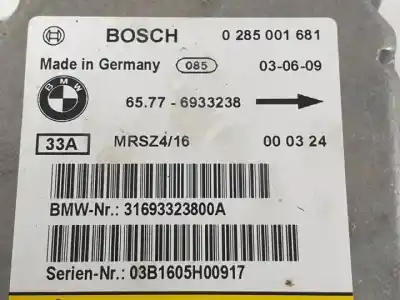 BOSCH 0 285 001 681
Made in Germany 085 03-06-09
BMW 65.77 - 6933238
33A MRSZ4/16 00 03 24
BMW-Nr.: 31693323800A
Serien-Nr.: 03B1605H00917